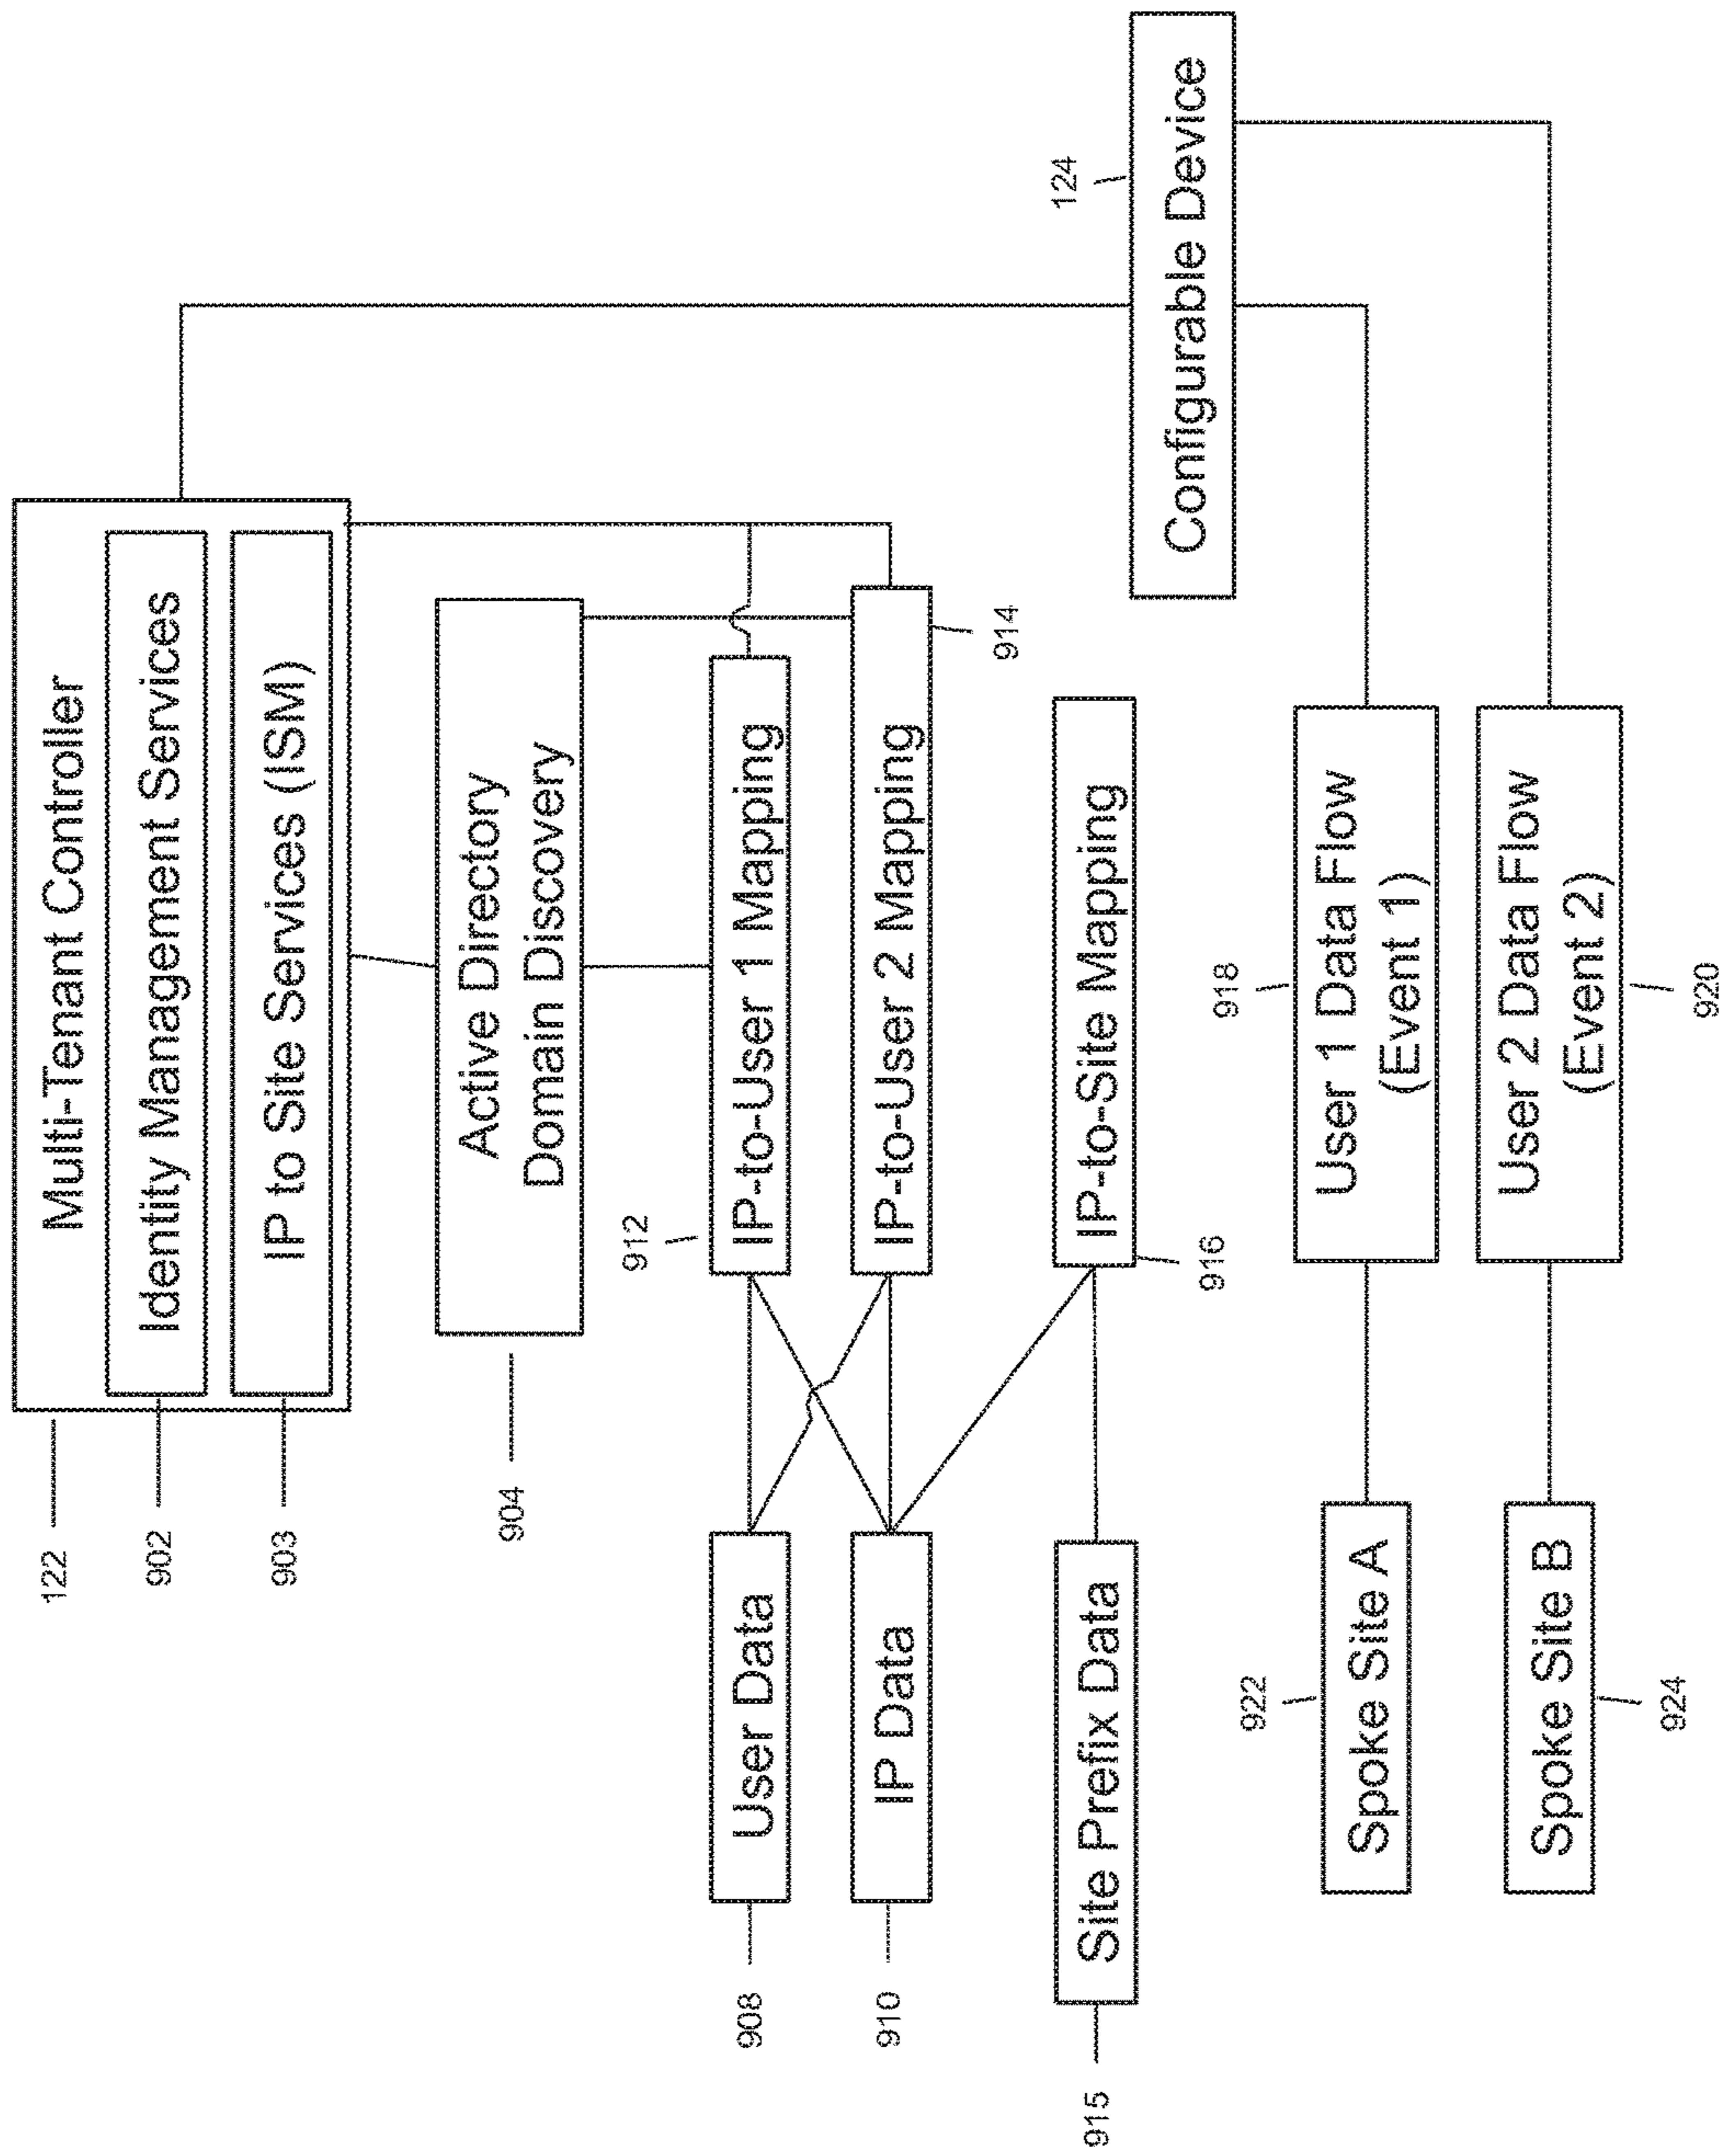 122
Multi-Tenant Controller
902
Identity Management Services
903
IP to Site Services (ISM)
904
Active Directory
Domain Discovery
908
User Data
912
IP-to-User 1 Mapping
910
IP Data
IP-to-User 2 Mapping
914
915
Site Prefix Data
IP-to-Site Mapping
916
124
Configurable Device
922
Spoke Site A
918
User 1 Data Flow
(Event 1)
Spoke Site B
924
User 2 Data Flow
(Event 2)
920